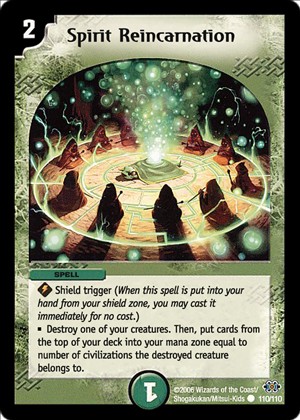 2
Spirit Reincarnation
SPELL
Shield trigger (When this spell is put into your
hand from your shield zone, you may cast it
immediately for no cost.)
▪ Destroy one of your creatures. Then, put cards
from the top of your deck into your mana zone equal to
number of civilizations the destroyed creature
belongs to.
1
©2006 Wizards of the Coast/
Shogakukan/Mitsui-Kids ● 110/110